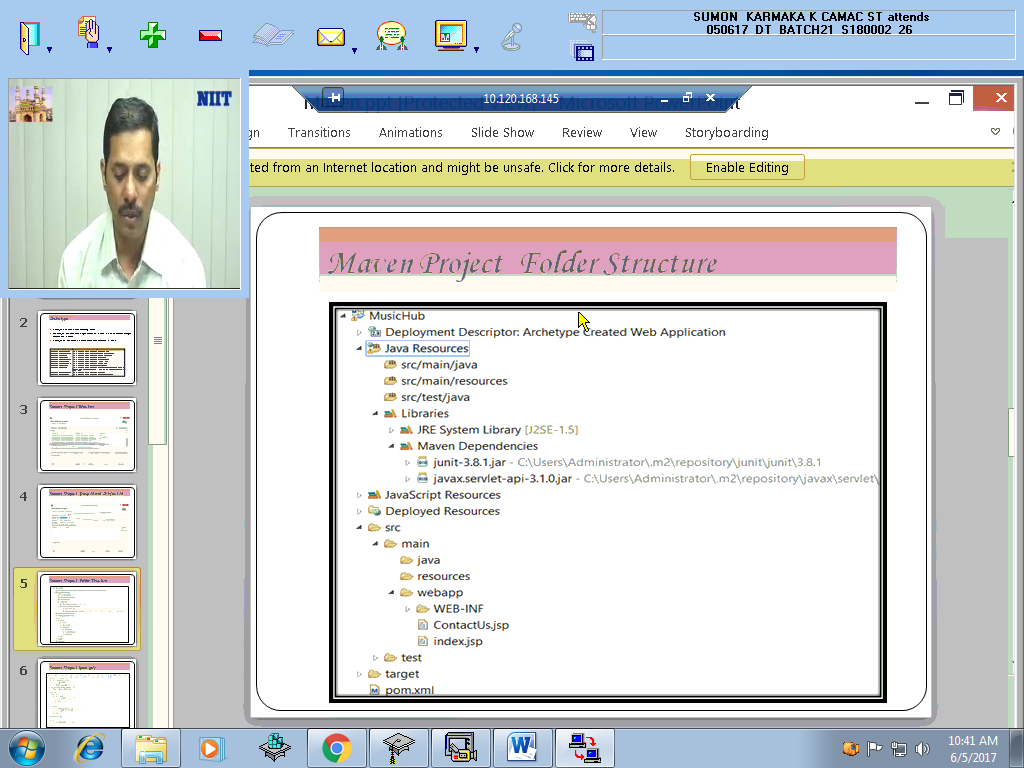 SUMON KARMAKA K CAMAC ST attends
050617_DT_BATCH21_S180002_26
NIIT
10.120.168.145
Transitions Animations Slide Show Review View Storyboarding
ted from an Internet location and might be unsafe. Click for more details. Enable Editing
Maven Project Folder Structure
MusicHub
Deployment Descriptor: Archetype Created Web Application
Java Resources
src/main/java
src/main/resources
src/test/java
Libraries
JRE System Library [J2SE-1.5]
Maven Dependencies
junit-3.8.1.jar - C:\Users\Administrator\.m2\repository\junit\junit\3.8.1
javax.servlet-api-3.1.0.jar - C:\Users\Administrator\.m2\repository\javax\servlet\
JavaScript Resources
Deployed Resources
src
main
java
resources
webapp
WEB-INF
ContactUs.jsp
index.jsp
test
target
pom.xml
2
3
4
5
6
10:41 AM
6/5/2017